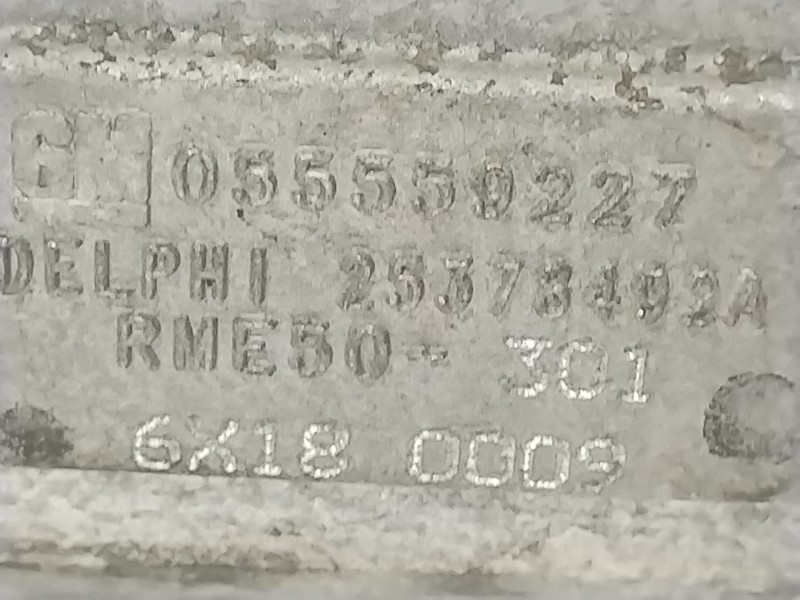 GM 055559227
DELPHI 25378492A
RME50- 301
6X18 0009